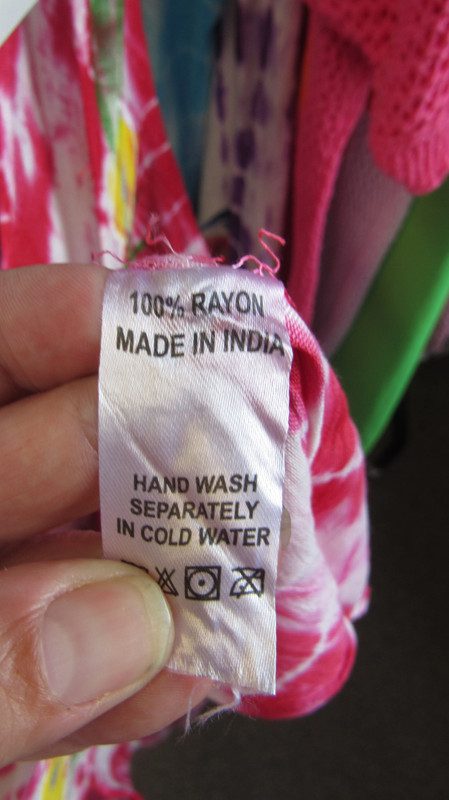 100% RAYON
MADE IN INDIA
HAND WASH
SEPARATELY
IN COLD WATER